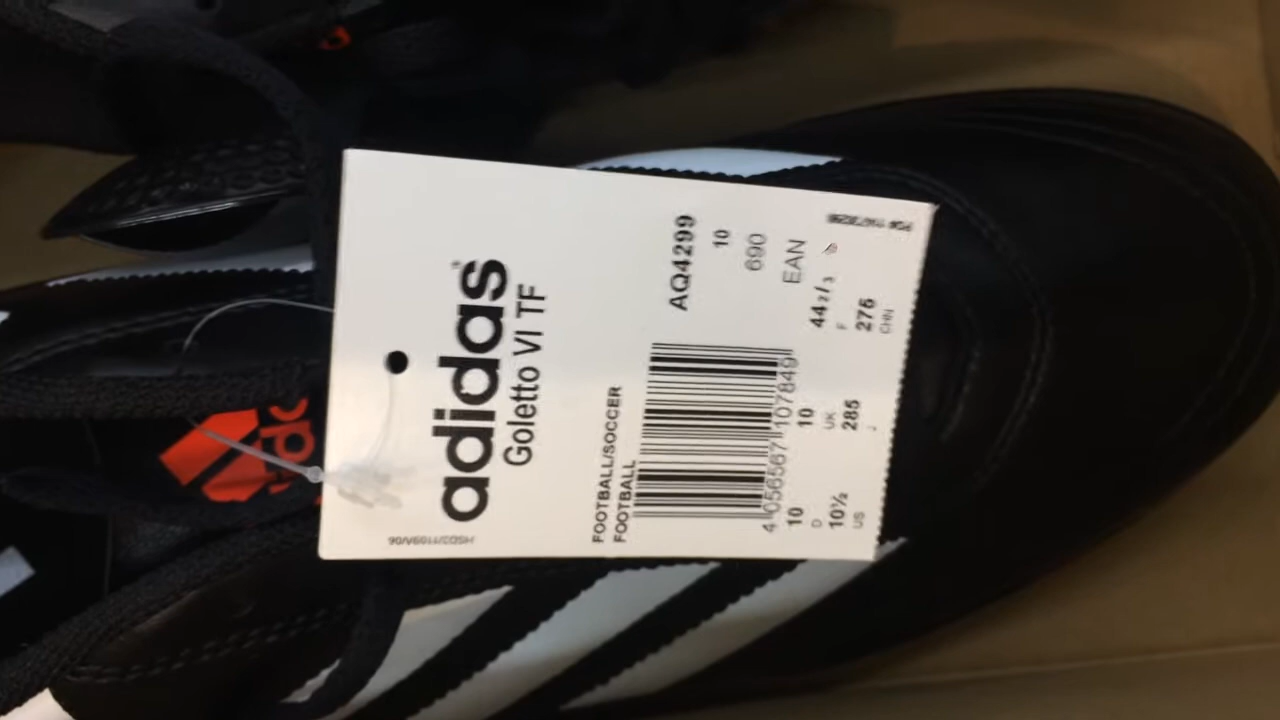 adidas
Goletto VI TF
FOOTBALL/SOCCER
FOOTBALL
AQ4299
10
690
EAN
4 056567 107849
10 10 44 2/3
D UK F
10½ 285 275
US J CHN